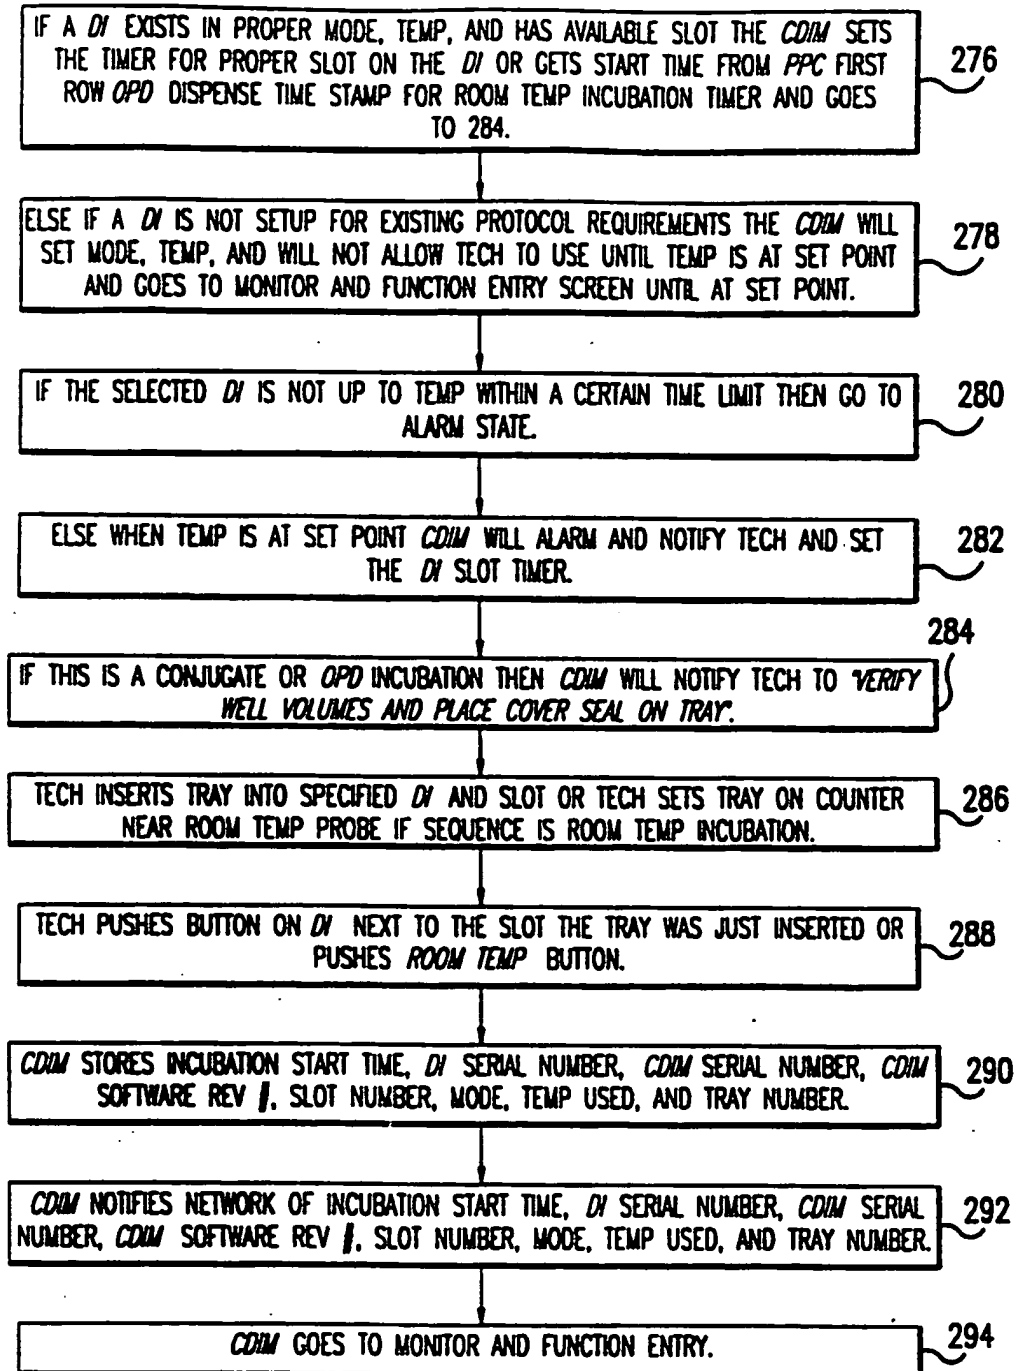 IF A DI EXISTS IN PROPER MODE, TEMP, AND HAS AVAILABLE SLOT THE CDIM SETS
THE TIMER FOR PROPER SLOT ON THE DI OR GETS START TIME FROM PPC FIRST
ROW OPD DISPENSE TIME STAMP FOR ROOM TEMP INCUBATION TIMER AND GOES
TO 284.
276
ELSE IF A DI IS NOT SETUP FOR EXISTING PROTOCOL REQUIREMENTS THE CDIM WILL
SET MODE, TEMP, AND WILL NOT ALLOW TECH TO USE UNTIL TEMP IS AT SET POINT
AND GOES TO MONITOR AND FUNCTION ENTRY SCREEN UNTIL AT SET POINT.
278
IF THE SELECTED DI IS NOT UP TO TEMP WITHIN A CERTAIN TIME LIMIT THEN GO TO
ALARM STATE.
280
ELSE WHEN TEMP IS AT SET POINT CDIM WILL ALARM AND NOTIFY TECH AND SET
THE DI SLOT TIMER.
282
284
IF THIS IS A CONJUGATE OR OPD INCUBATION THEN CDIM WILL NOTIFY TECH TO "VERIFY
WELL VOLUMES AND PLACE COVER SEAL ON TRAY".
TECH INSERTS TRAY INTO SPECIFIED DI AND SLOT OR TECH SETS TRAY ON COUNTER
NEAR ROOM TEMP PROBE IF SEQUENCE IS ROOM TEMP INCUBATION.
286
TECH PUSHES BUTTON ON DI NEXT TO THE SLOT THE TRAY WAS JUST INSERTED OR
PUSHES ROOM TEMP BUTTON.
288
CDIM STORES INCUBATION START TIME, DI SERIAL NUMBER, CDIM SERIAL NUMBER, CDIM
SOFTWARE REV #, SLOT NUMBER, MODE, TEMP USED, AND TRAY NUMBER.
290
CDIM NOTIFIES NETWORK OF INCUBATION START TIME, DI SERIAL NUMBER, CDIM SERIAL
NUMBER, CDIM SOFTWARE REV #, SLOT NUMBER, MODE, TEMP USED, AND TRAY NUMBER.
292
CDIM GOES TO MONITOR AND FUNCTION ENTRY.
294